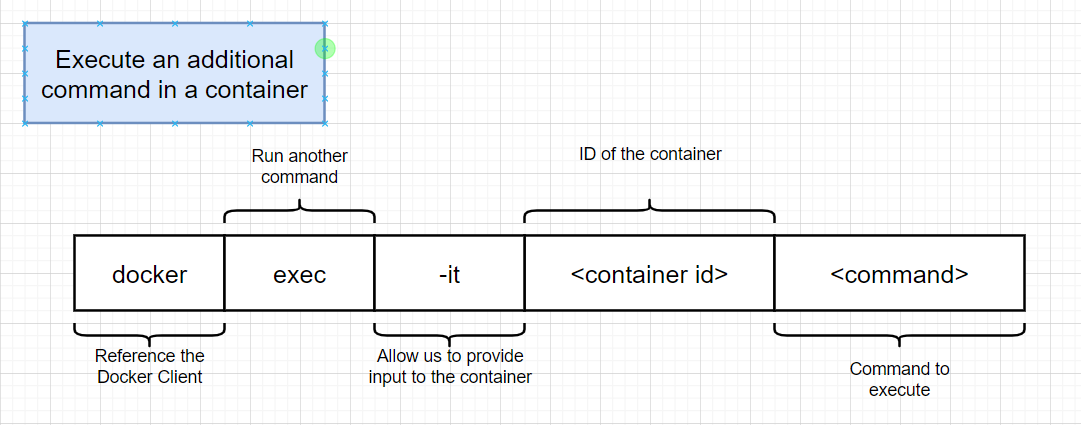 Execute an additional
command in a container
Run another
command
ID of the container
docker
exec
-it
<container id>
<command>
Reference the
Docker Client
Allow us to provide
input to the container
Command to
execute